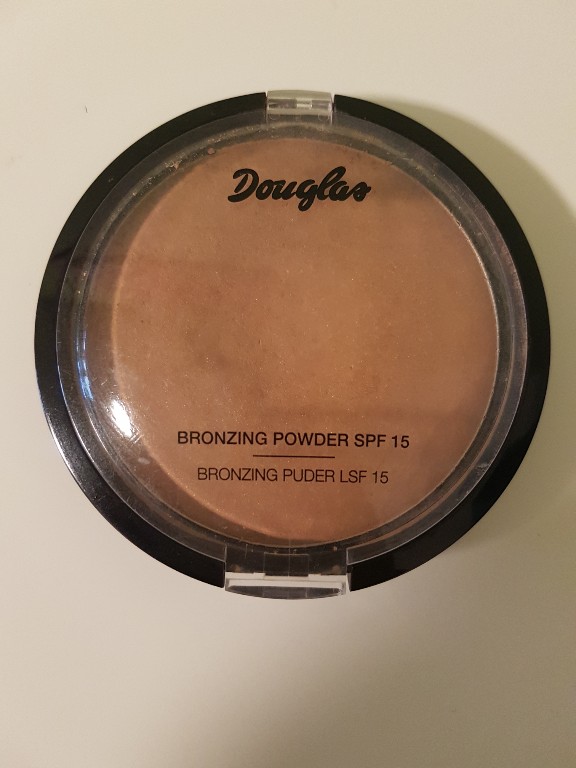 Douglas
BRONZING POWDER SPF 15
BRONZING PUDER LSF 15